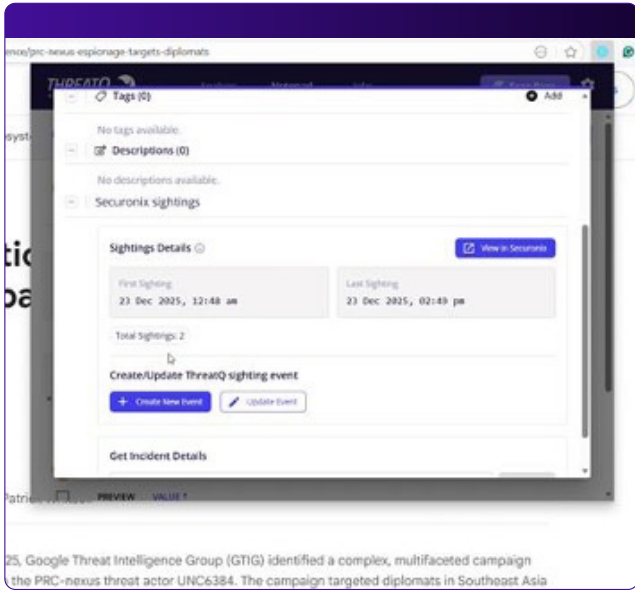 ence/prc-nexus-espionage-targets-diplomats
THREATQ
Tags (0)
Add
No tags available.
Descriptions (0)
No descriptions available.
Securonix sightings
Sightings Details
View in Securonix
First Sighting
23 Dec 2025, 12:48 am
Last Sighting
23 Dec 2025, 02:49 pm
Total Sightings: 2
Create/Update ThreatQ sighting event
+ Create New Event
Update Event
Get Incident Details
PREVIEW VALUE
25, Google Threat Intelligence Group (GTIG) identified a complex, multifaceted campaign
the PRC-nexus threat actor UNC6384. The campaign targeted diplomats in Southeast Asia